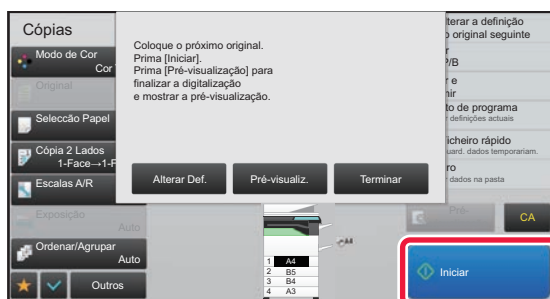 Cópias
Modo de Cor
Cor
Original
Selecção Papel
Cópia 2 Lados
1-Face→1-F
Escalas A/R
Exposição
Auto
Ordenar/Agrupar
Auto
Outros
Coloque o próximo original.
Prima [Iniciar].
Prima [Pré-visualização] para
finalizar a digitalização
e mostrar a pré-visualização.
Alterar Def.
Pré-visualiz.
Terminar
1 A4
2 B5
3 B4
4 A3
A4
terar a definição
o original seguinte
r
P/B
r e
nir
to de programa
r definições actuais
icheiro rápido
uard. dados temporariam.
ro
r dados na pasta
Pré-
CA
Iniciar